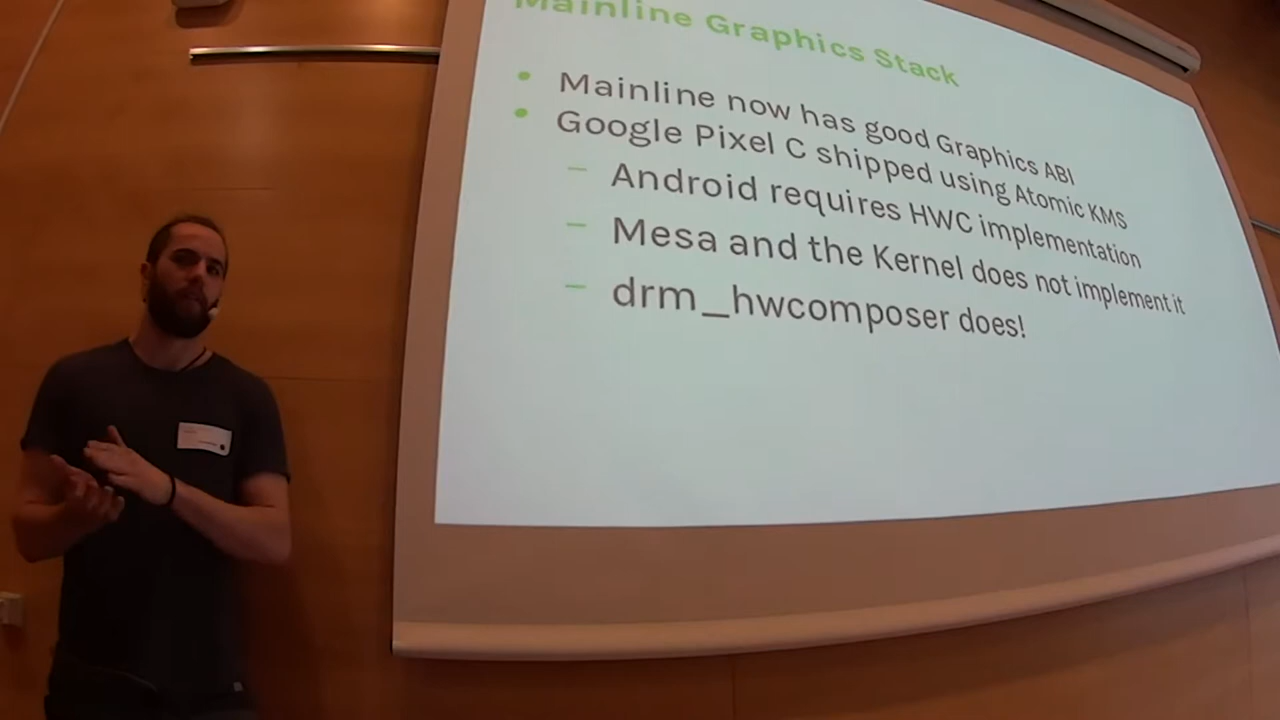 Mainline Graphics Stack
• Mainline now has good Graphics ABI
• Google Pixel C shipped using Atomic KMS
– Android requires HWC implementation
– Mesa and the Kernel does not implement it
– drm_hwcomposer does!